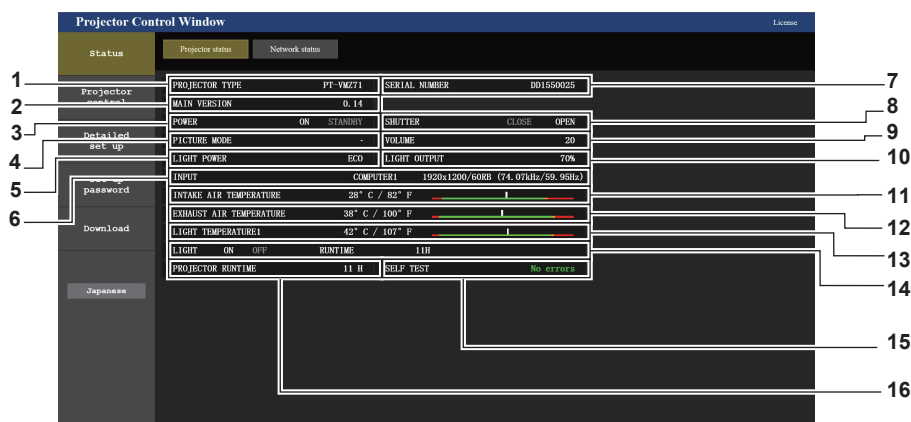 Projector Control Window License
Status Projector status Network status
1 PROJECTOR TYPE PT-VMZ71 SERIAL NUMBER DD1550025 7
Projector
control
2 MAIN VERSION 0.14
3 POWER ON STANDBY SHUTTER CLOSE OPEN 8
Detailed
set up
4 PICTURE MODE - VOLUME 20 9
5 LIGHT POWER ECO LIGHT OUTPUT 70% 10
6 INPUT COMPUTER1 1920x1200/60RB (74.07kHz/59.95Hz) 11
password
INTAKE AIR TEMPERATURE 28° C / 82° F
EXHAUST AIR TEMPERATURE 38° C / 100° F 12
Download
LIGHT TEMPERATURE1 42° C / 107° F 13
LIGHT ON OFF RUNTIME 11H 14
PROJECTOR RUNTIME 11 H SELF TEST No errors
Japanese
15
16